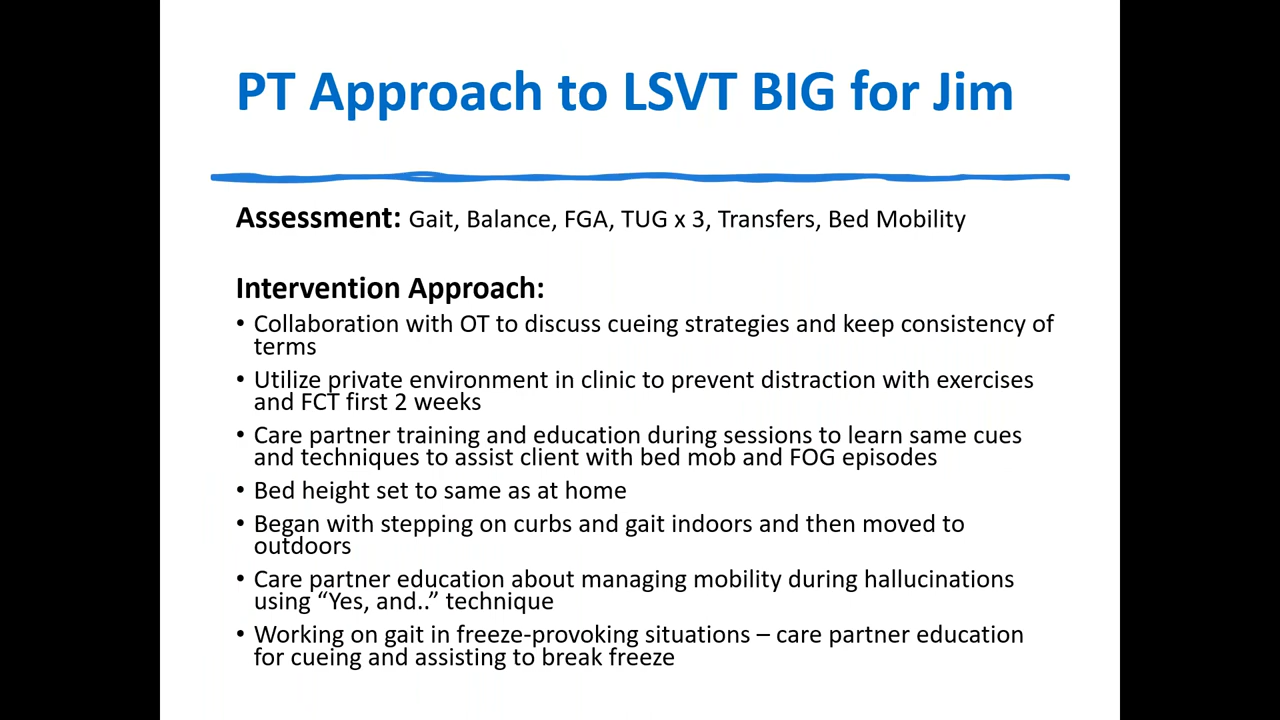 PT Approach to LSVT BIG for Jim
Assessment: Gait, Balance, FGA, TUG x 3, Transfers, Bed Mobility
Intervention Approach:
• Collaboration with OT to discuss cueing strategies and keep consistency of
terms
• Utilize private environment in clinic to prevent distraction with exercises
and FCT first 2 weeks
• Care partner training and education during sessions to learn same cues
and techniques to assist client with bed mob and FOG episodes
• Bed height set to same as at home
• Began with stepping on curbs and gait indoors and then moved to
outdoors
• Care partner education about managing mobility during hallucinations
using “Yes, and..” technique
• Working on gait in freeze-provoking situations – care partner education
for cueing and assisting to break freeze